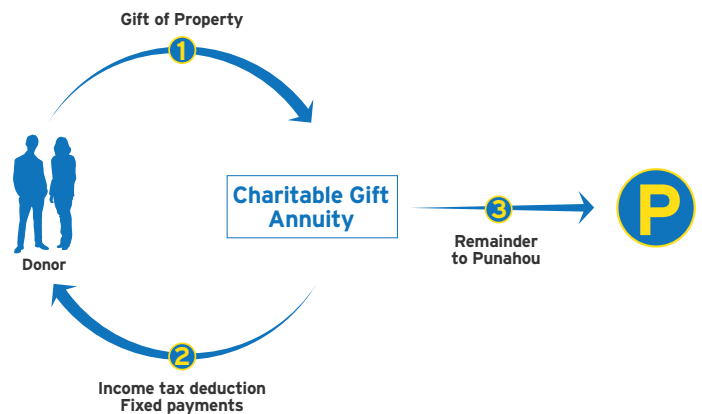 Gift of Property
1
Donor
Charitable Gift
Annuity
3
Remainder
to Punahou
P
2
Income tax deduction
Fixed payments